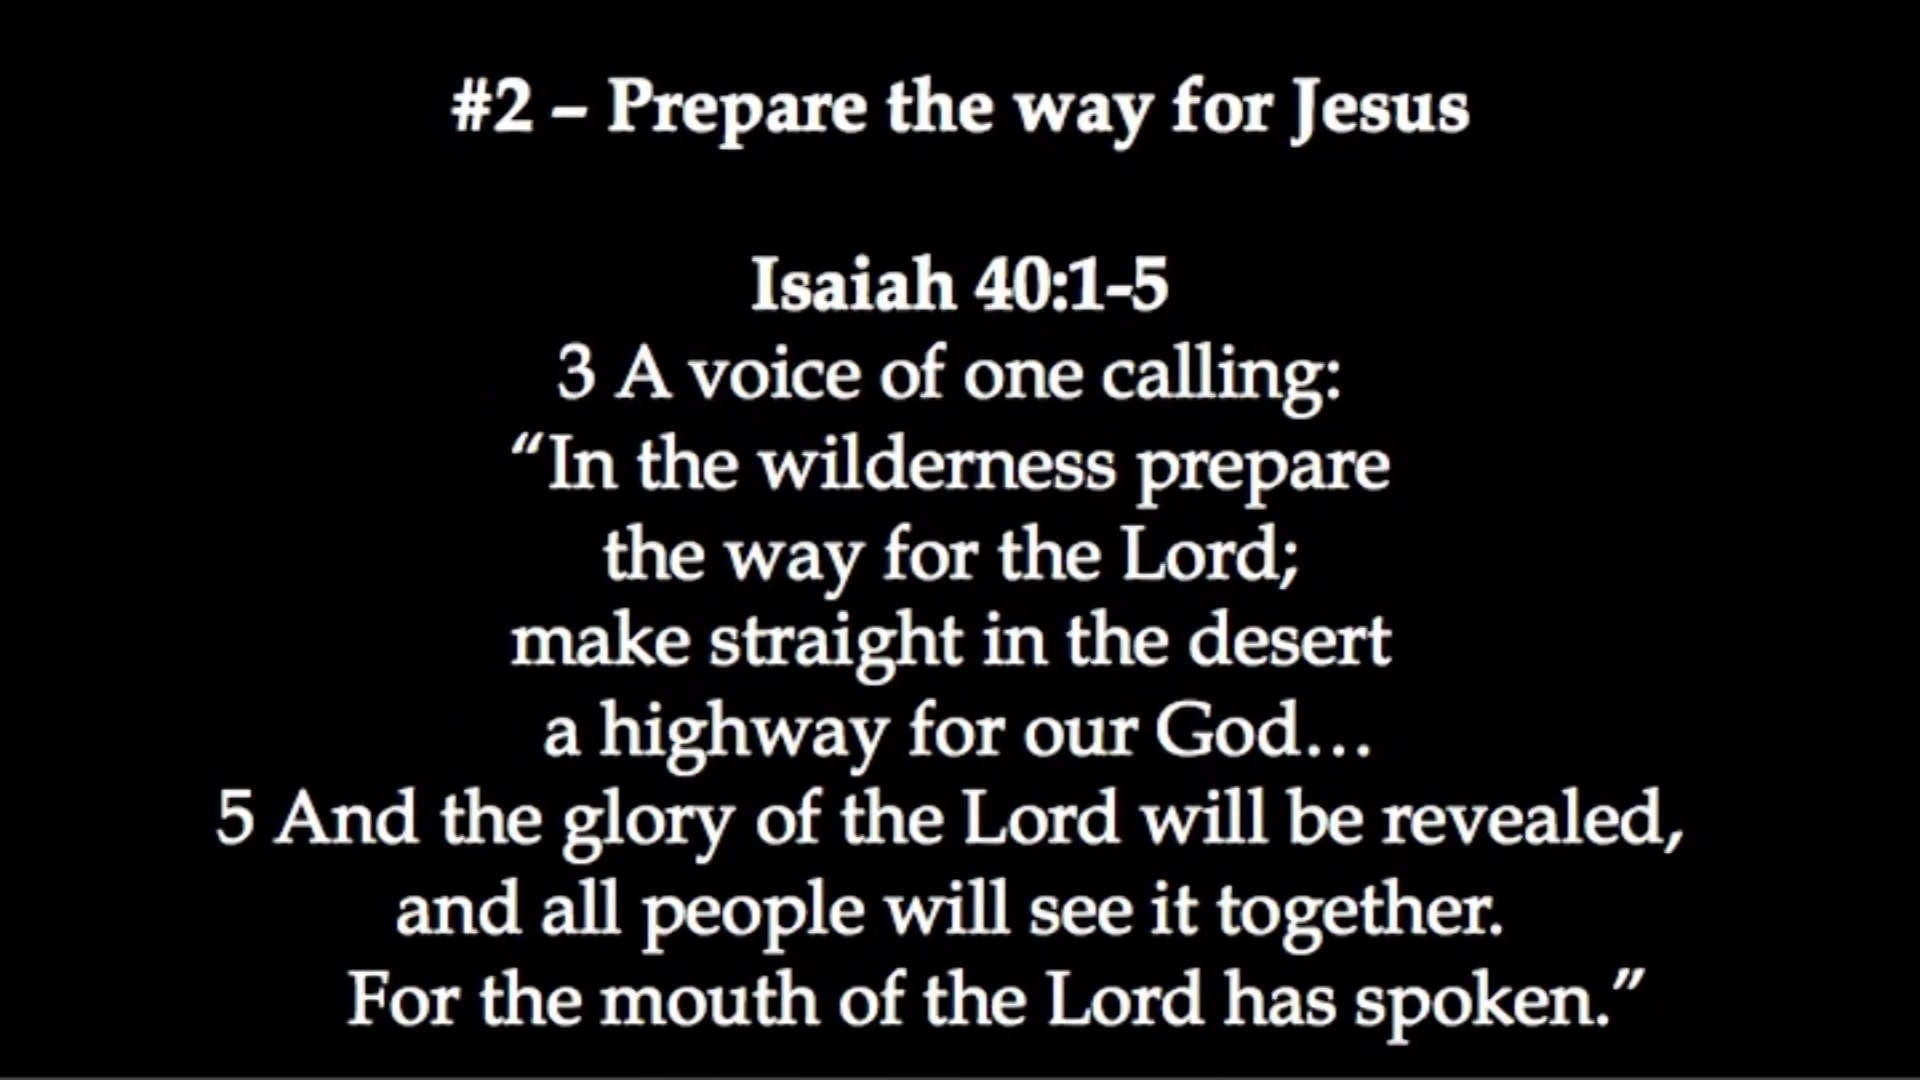 #2 – Prepare the way for Jesus
Isaiah 40:1-5
3 A voice of one calling:
“In the wilderness prepare
the way for the Lord;
make straight in the desert
a highway for our God…
5 And the glory of the Lord will be revealed,
and all people will see it together.
For the mouth of the Lord has spoken.”